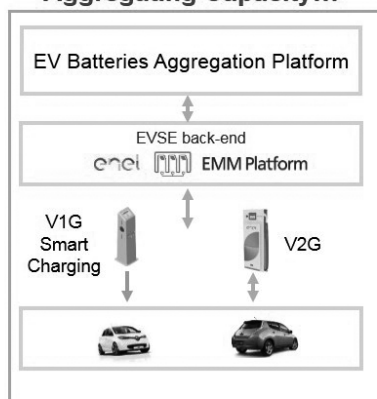 Aggregating Capacity...
EV Batteries Aggregation Platform
EVSE back-end
enel EMM Platform
V1G
Smart
Charging
V2G